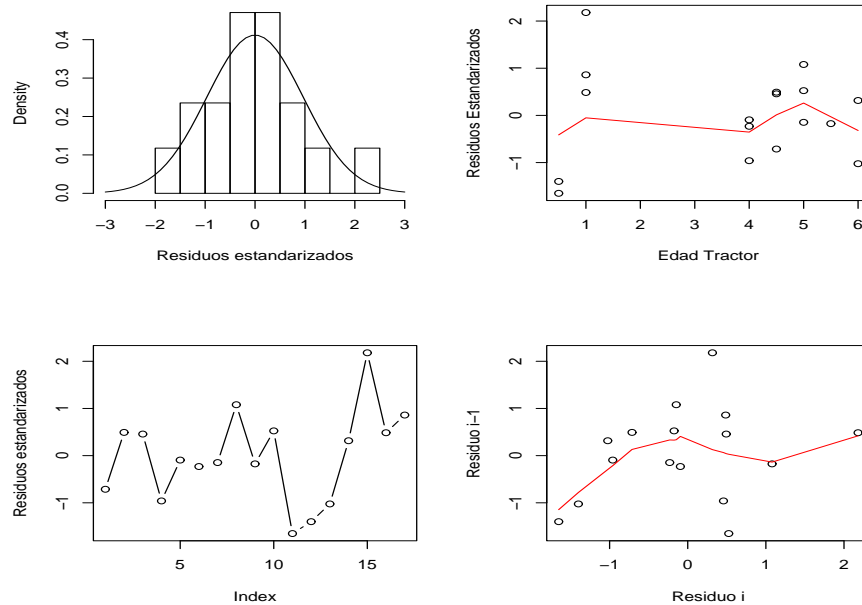 Density
0.0 0.1 0.2 0.3 0.4
−3 −2 −1 0 1 2 3
Residuos estandarizados
Residuos Estandarizados
−1 0 1 2
1 2 3 4 5 6
Edad Tractor
Residuos estandarizados
−1 0 1 2
5 10 15
Index
Residuo i−1
−1 0 1 2
−1 0 1 2
Residuo i